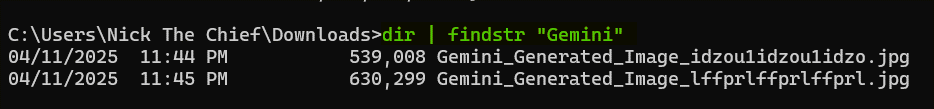 C:\Users\Nick The Chief\Downloads>dir | findstr "Gemini"
04/11/2025  11:44 PM           539,008 Gemini_Generated_Image_idzou1idzou1idzo.jpg
04/11/2025  11:45 PM           630,299 Gemini_Generated_Image_lffprlffprlffprl.jpg